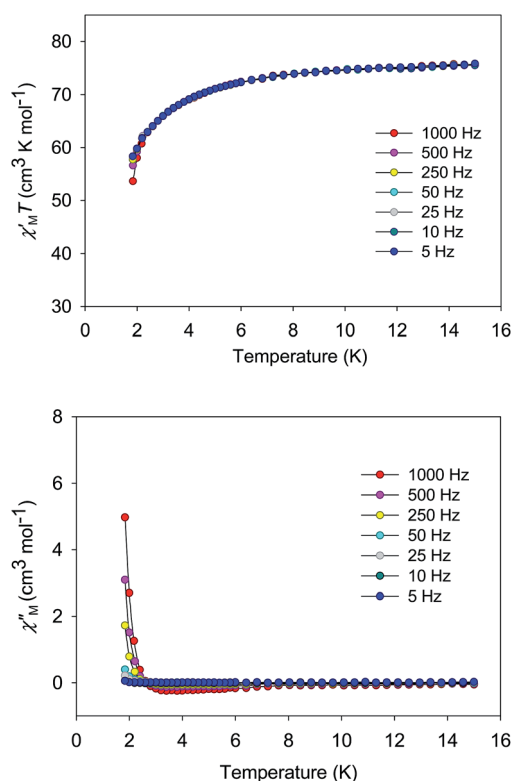 80
70
60
50
40
30
χ′M T (cm3 K mol-1)
1000 Hz
500 Hz
250 Hz
50 Hz
25 Hz
10 Hz
5 Hz
0 2 4 6 8 10 12 14 16
Temperature (K)
8
6
4
2
0
χ″M (cm3 mol-1)
1000 Hz
500 Hz
250 Hz
50 Hz
25 Hz
10 Hz
5 Hz
0 2 4 6 8 10 12 14 16
Temperature (K)